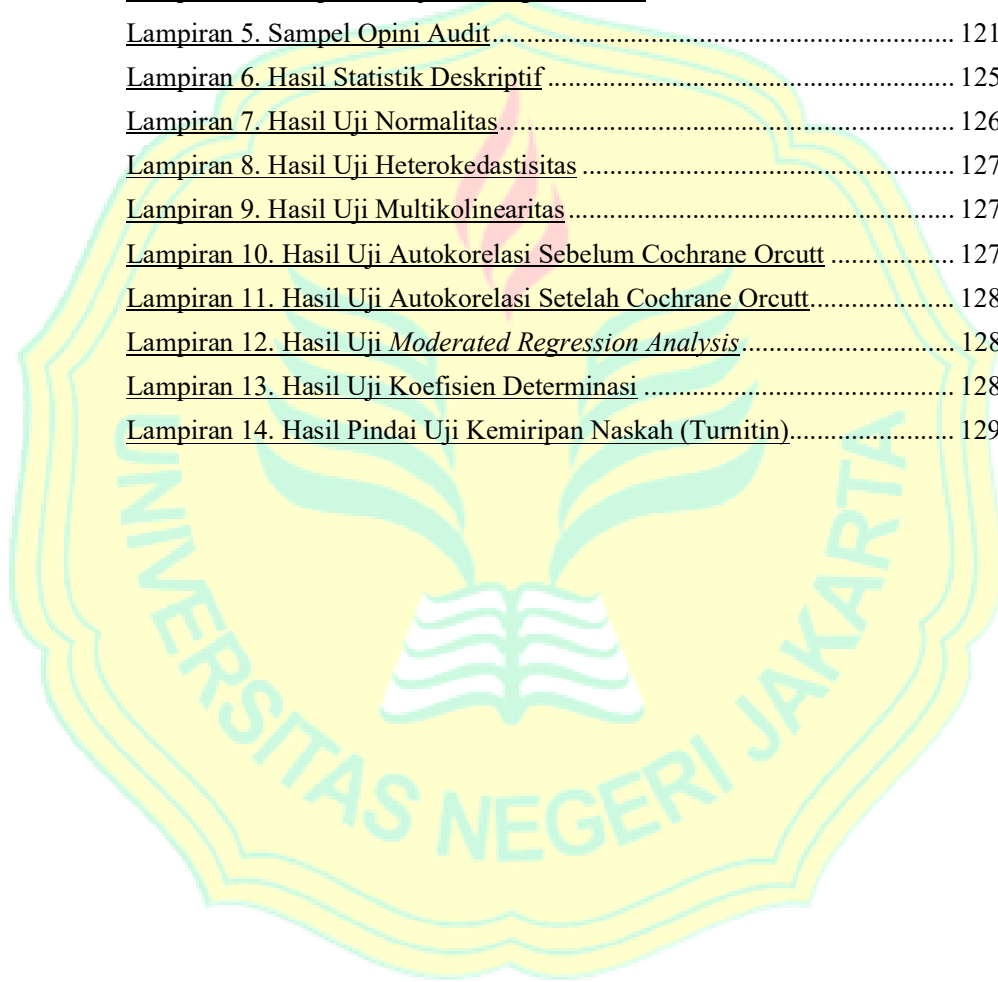 Lampiran 5. Sampel Opini Audit.................................................................. 121
Lampiran 6. Hasil Statistik Deskriptif .......................................................... 125
Lampiran 7. Hasil Uji Normalitas................................................................. 126
Lampiran 8. Hasil Uji Heterokedastisitas ..................................................... 127
Lampiran 9. Hasil Uji Multikolinearitas ....................................................... 127
Lampiran 10. Hasil Uji Autokorelasi Sebelum Cochrane Orcutt .................. 127
Lampiran 11. Hasil Uji Autokorelasi Setelah Cochrane Orcutt..................... 128
Lampiran 12. Hasil Uji Moderated Regression Analysis............................... 128
Lampiran 13. Hasil Uji Koefisien Determinasi ............................................. 128
Lampiran 14. Hasil Pindai Uji Kemiripan Naskah (Turnitin)........................ 129
UNIVERSITAS NEGERI JAKARTA